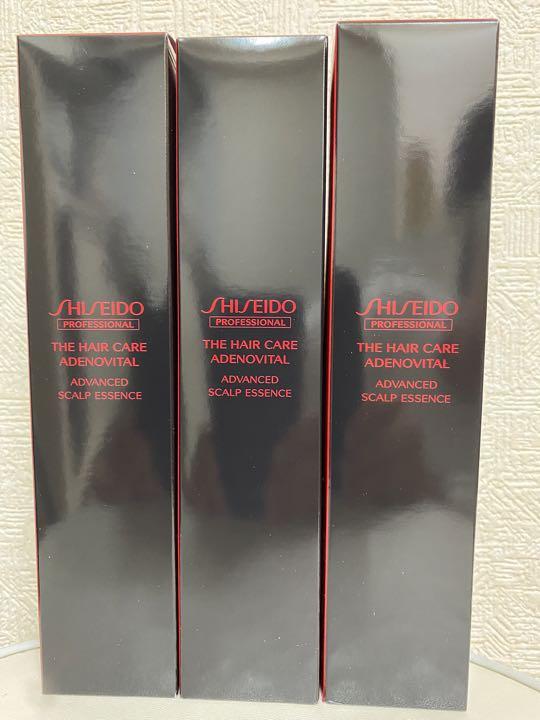 SHISEIDO
PROFESSIONAL
THE HAIR CARE
ADENOVITAL
ADVANCED
SCALP ESSENCE
SHISEIDO
PROFESSIONAL
THE HAIR CARE
ADENOVITAL
ADVANCED
SCALP ESSENCE
SHISEIDO
PROFESSIONAL
THE HAIR CARE
ADENOVITAL
ADVANCED
SCALP ESSENCE